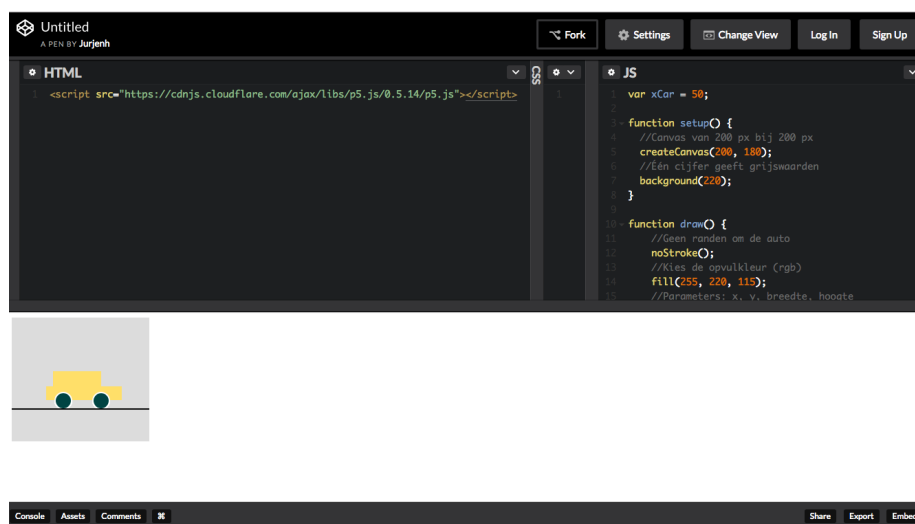 Untitled
A PEN BY Jurjenh
Fork
Settings
Change View
Log In
Sign Up
HTML
1 <script src="https://cdnjs.cloudflare.com/ajax/libs/p5.js/0.5.14/p5.js"></script>
CSS
1
JS
1 var xCar = 50;
2
3 function setup() {
4 //Canvas van 200 px bij 200 px
5 createCanvas(200, 180);
6 //Één cijfer geeft grijswaarden
7 background(220);
8 }
9
10 function draw() {
11 //Geen randen om de auto
12 noStroke();
13 //Kies de opvulkleur (rgb)
14 fill(255, 220, 115);
15 //Parameters: x, y, breedte, hoogte
Console
Assets
Comments
⌘
Share
Export
Embed